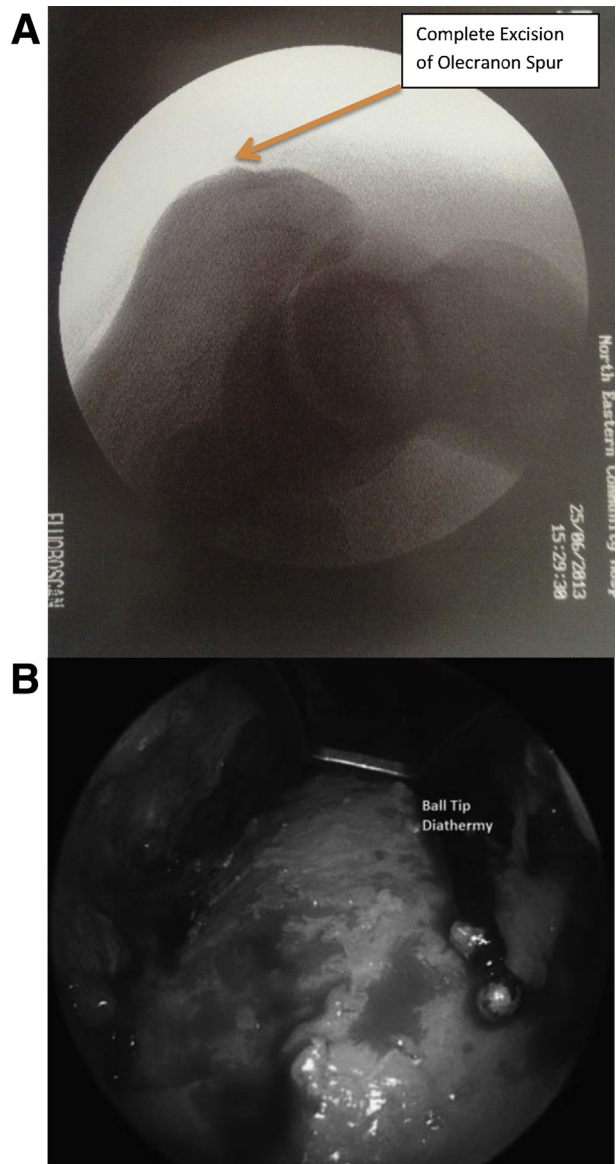 A
Complete Excision
of Olecranon Spur
North Eastern Community Hosp
25/06/2013
15:29:30
FLUOROSCAN
B
Ball Tip
Diathermy